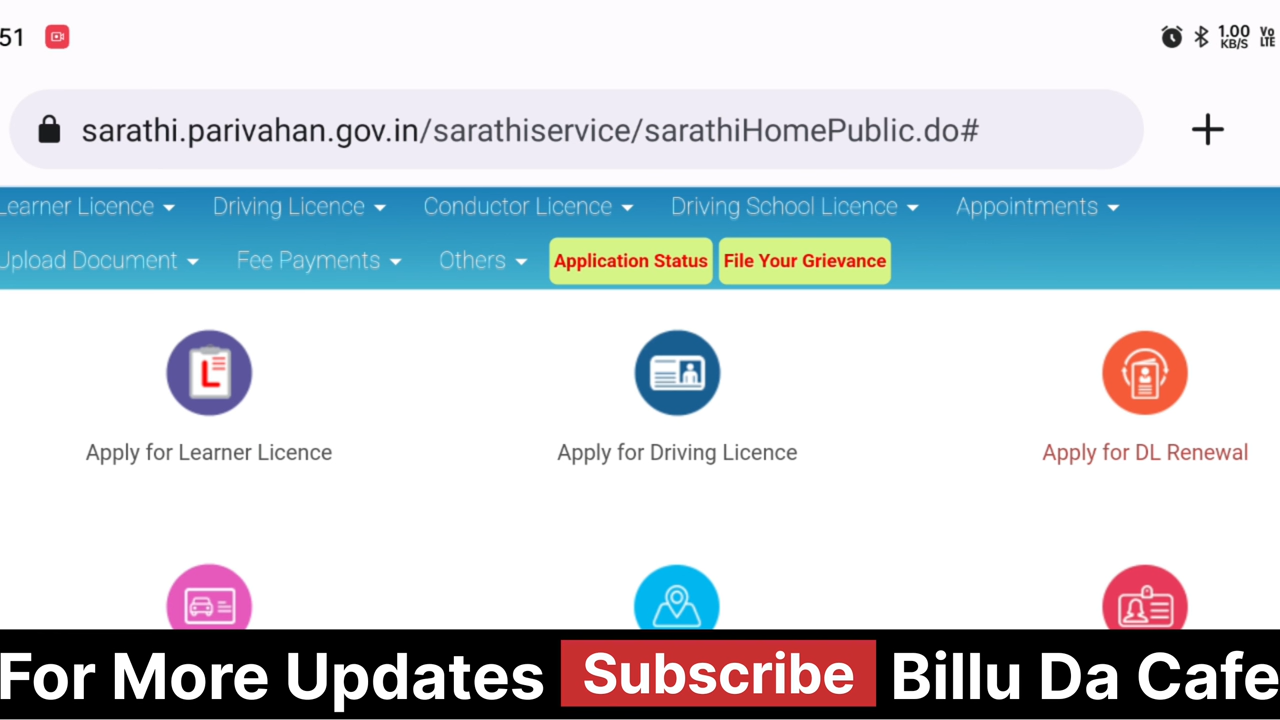 51 1.00 KB/S Vo LTE
sarathi.parivahan.gov.in/sarathiservice/sarathiHomePublic.do# +
Learner Licence Driving Licence Conductor Licence Driving School Licence Appointments
Upload Document Fee Payments Others Application Status File Your Grievance
L
Apply for Learner Licence Apply for Driving Licence Apply for DL Renewal
For More Updates Subscribe Billu Da Cafe